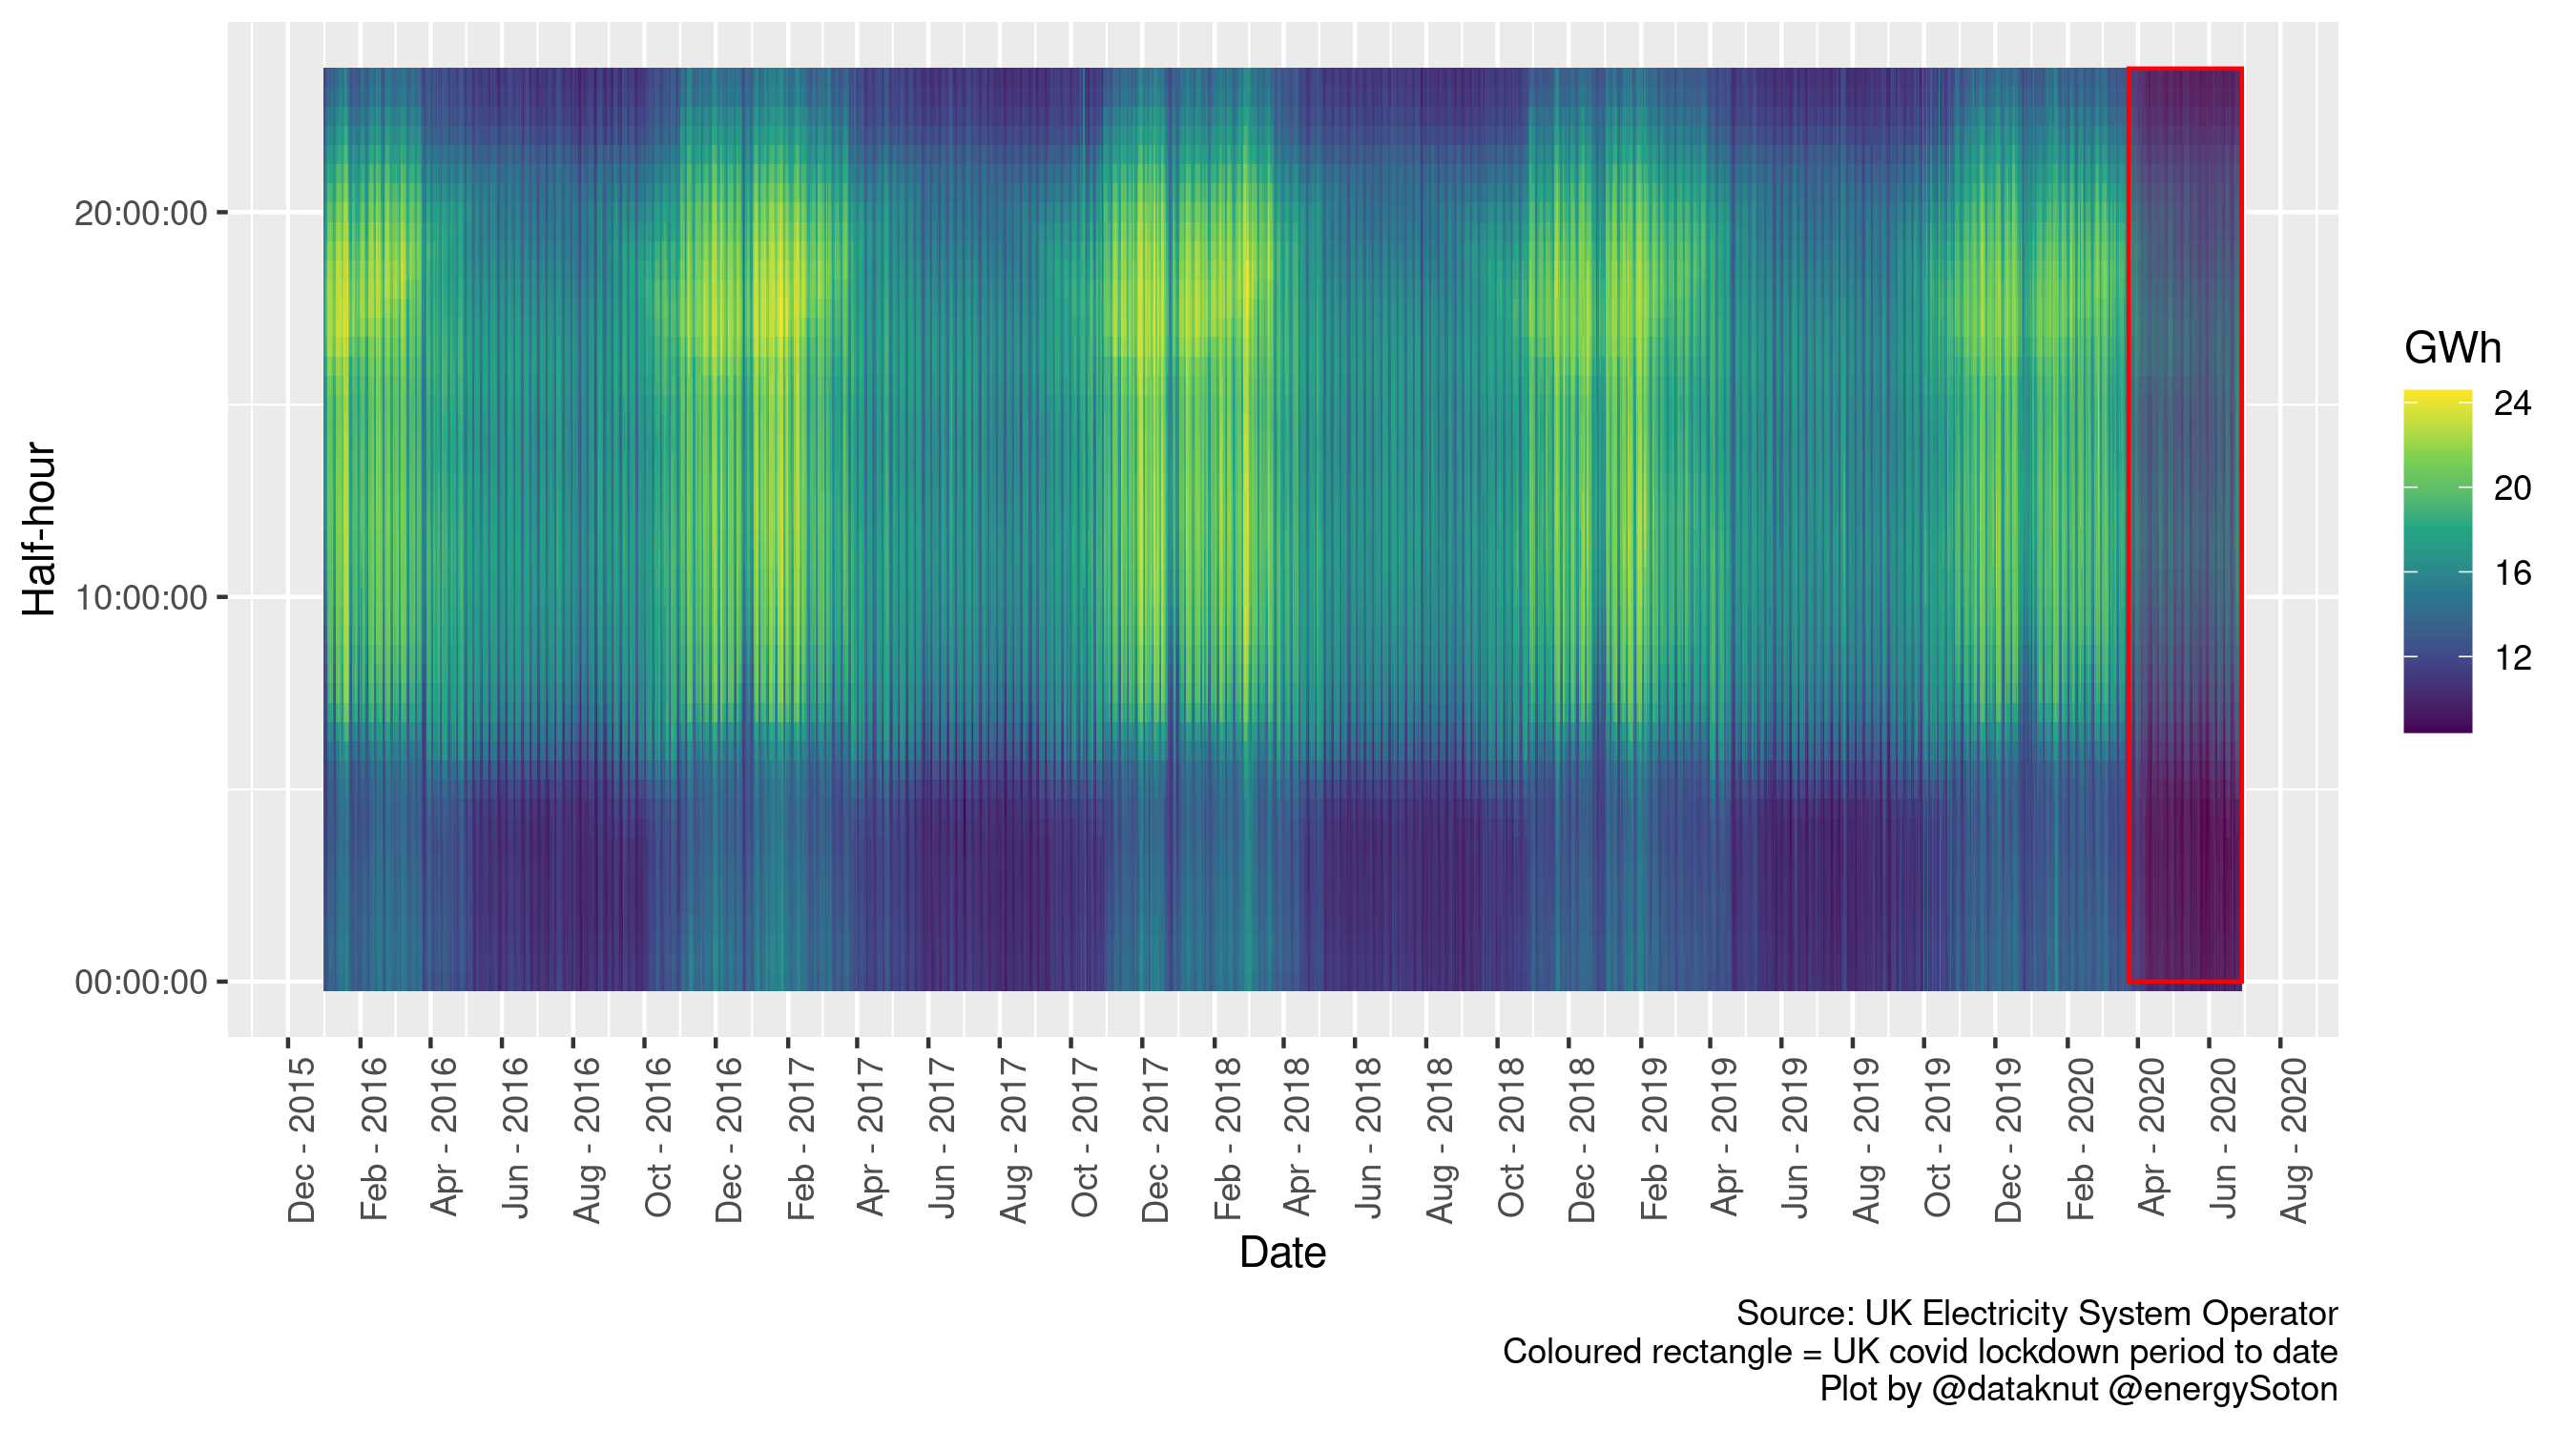 Half-hour
20:00:00
10:00:00
00:00:00
Dec - 2015
Feb - 2016
Apr - 2016
Jun - 2016
Aug - 2016
Oct - 2016
Dec - 2016
Feb - 2017
Apr - 2017
Jun - 2017
Aug - 2017
Oct - 2017
Dec - 2017
Feb - 2018
Apr - 2018
Jun - 2018
Aug - 2018
Oct - 2018
Dec - 2018
Feb - 2019
Apr - 2019
Jun - 2019
Aug - 2019
Oct - 2019
Dec - 2019
Feb - 2020
Apr - 2020
Jun - 2020
Aug - 2020
Date
GWh
24
20
16
12
Source: UK Electricity System Operator
Coloured rectangle = UK covid lockdown period to date
Plot by @dataknut @energySoton